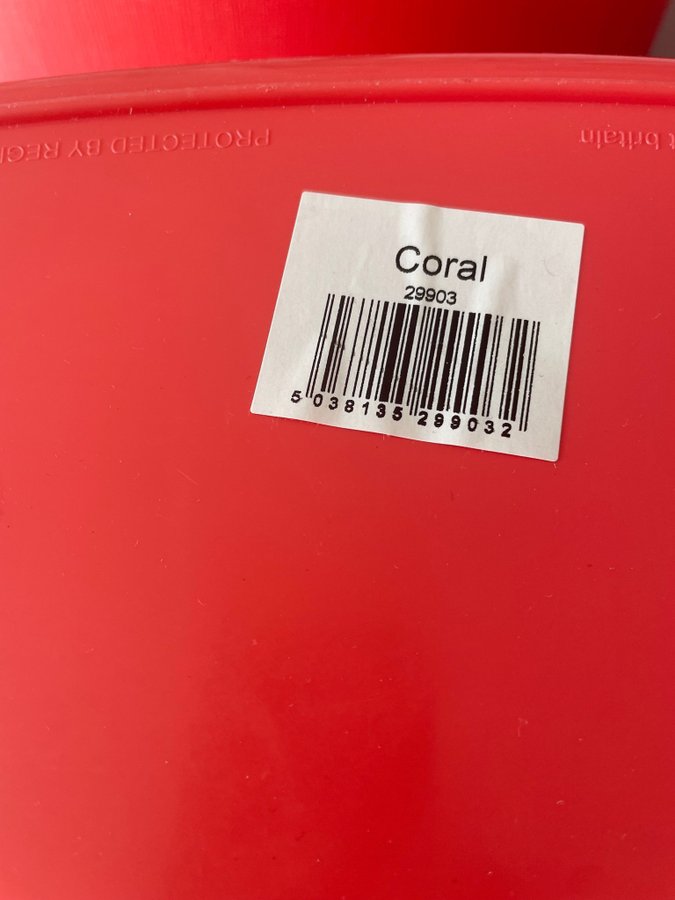 PROTECTED BY REGI
t britain
Coral
29903
5 038135 299032